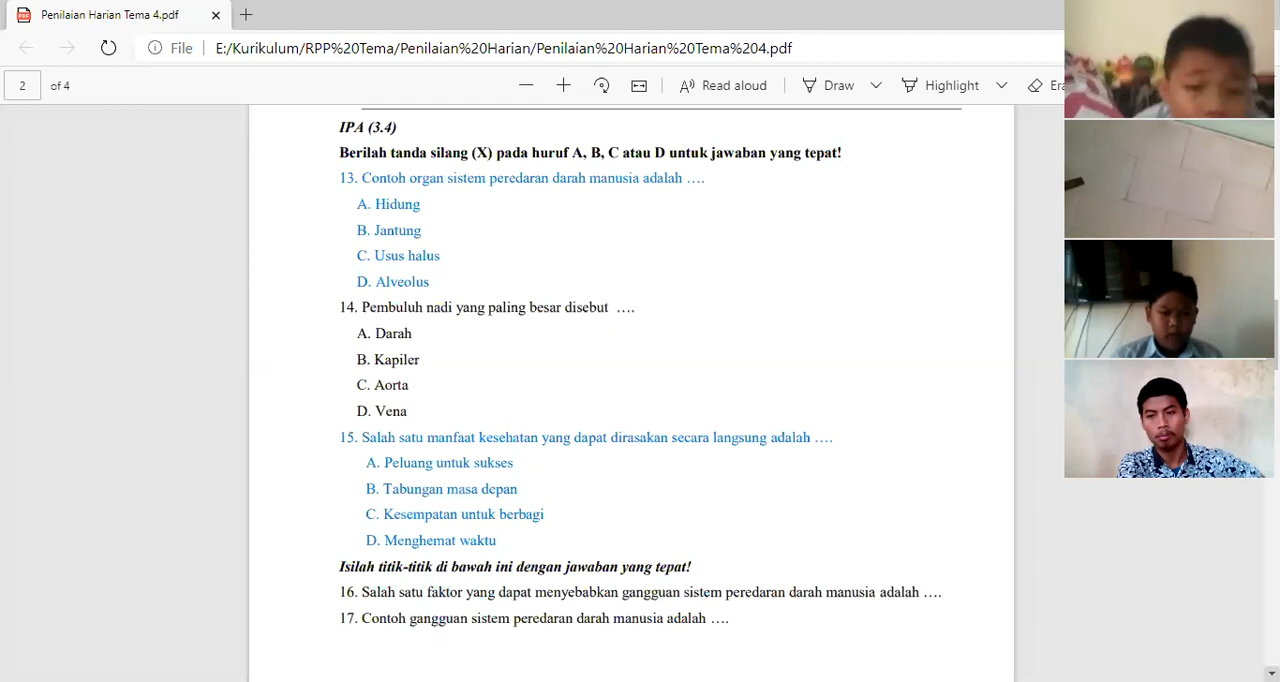 Penilaian Harian Tema 4.pdf
File E:/Kurikulum/RPP%20Tema/Penilaian%20Harian/Penilaian%20Harian%20Tema%204.pdf
2 of 4 Read aloud Draw Highlight
IPA (3.4)
Berilah tanda silang (X) pada huruf A, B, C atau D untuk jawaban yang tepat!
13. Contoh organ sistem peredaran darah manusia adalah ….
A. Hidung
B. Jantung
C. Usus halus
D. Alveolus
14. Pembuluh nadi yang paling besar disebut ….
A. Darah
B. Kapiler
C. Aorta
D. Vena
15. Salah satu manfaat kesehatan yang dapat dirasakan secara langsung adalah ….
A. Peluang untuk sukses
B. Tabungan masa depan
C. Kesempatan untuk berbagi
D. Menghemat waktu
Isilah titik-titik di bawah ini dengan jawaban yang tepat!
16. Salah satu faktor yang dapat menyebabkan gangguan sistem peredaran darah manusia adalah ….
17. Contoh gangguan sistem peredaran darah manusia adalah ….